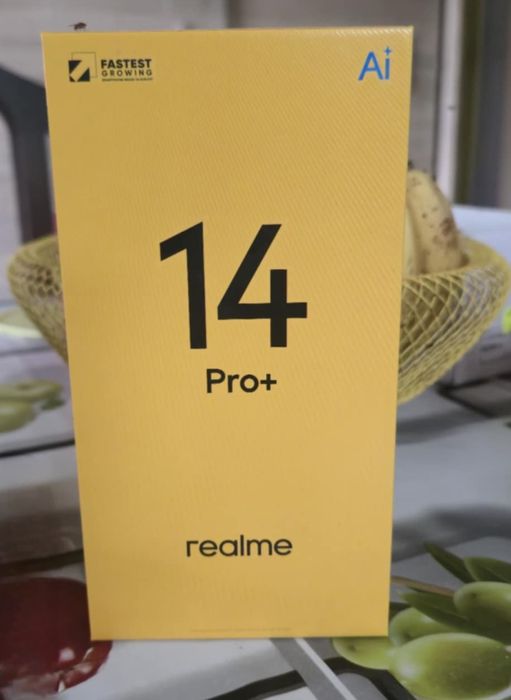 FASTEST
GROWING
Ai
14
Pro+
realme